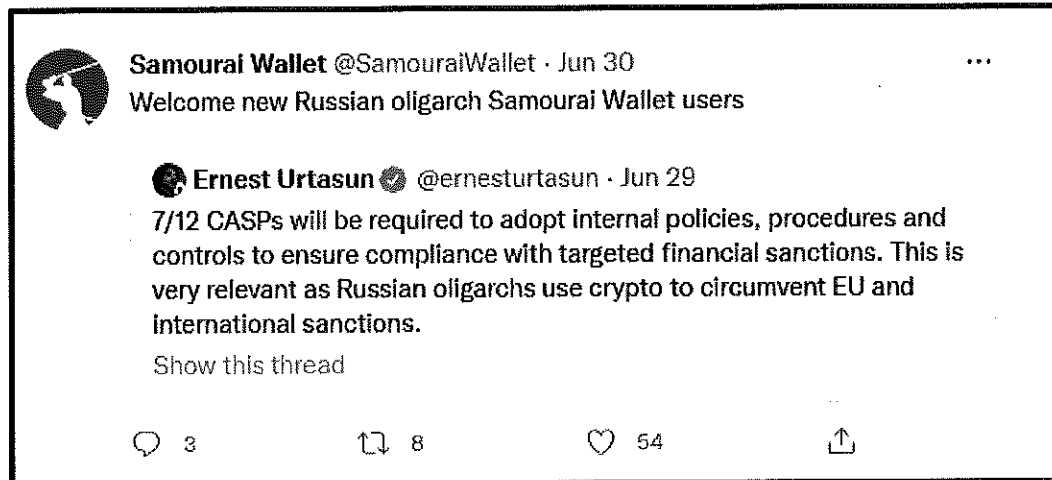 Samourai Wallet @SamouraiWallet · Jun 30
Welcome new Russian oligarch Samourai Wallet users
Ernest Urtasun @ernesturtasun · Jun 29
7/12 CASPs will be required to adopt internal policies, procedures and
controls to ensure compliance with targeted financial sanctions. This is
very relevant as Russian oligarchs use crypto to circumvent EU and
international sanctions.
Show this thread
3 8 54